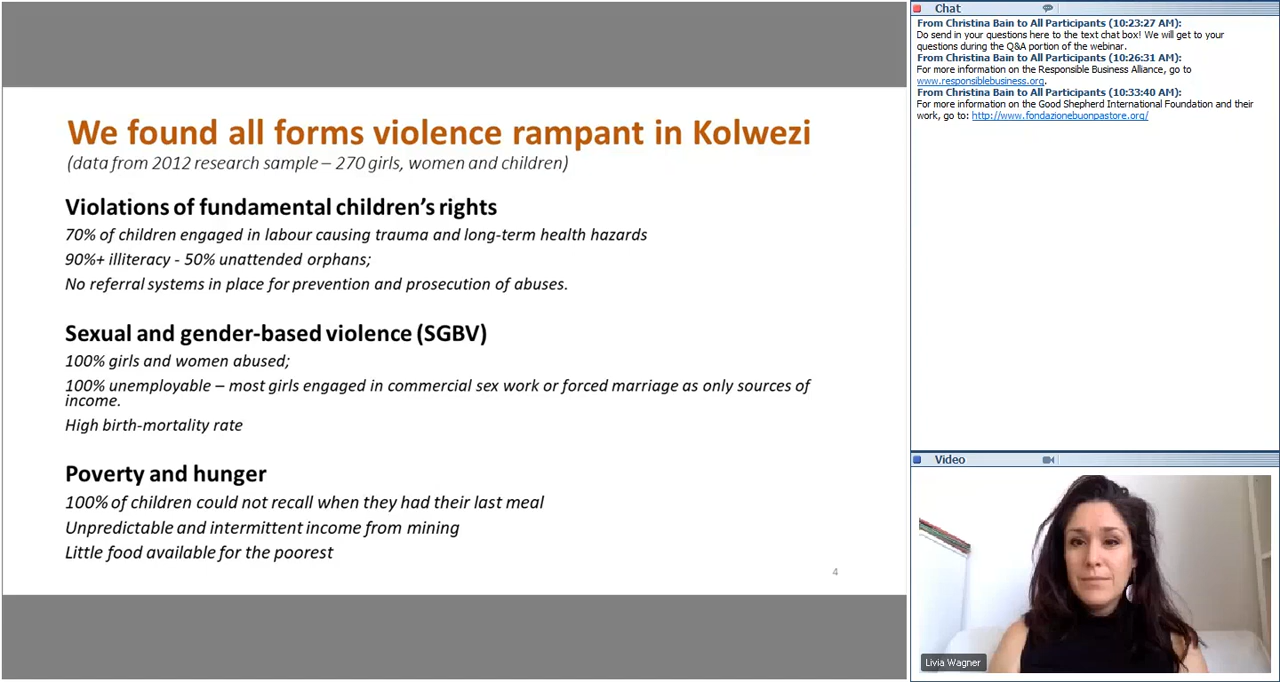 We found all forms violence rampant in Kolwezi
(data from 2012 research sample – 270 girls, women and children)
Violations of fundamental children's rights
70% of children engaged in labour causing trauma and long-term health hazards
90%+ illiteracy - 50% unattended orphans;
No referral systems in place for prevention and prosecution of abuses.
Sexual and gender-based violence (SGBV)
100% girls and women abused;
100% unemployable – most girls engaged in commercial sex work or forced marriage as only sources of
income.
High birth-mortality rate
Poverty and hunger
100% of children could not recall when they had their last meal
Unpredictable and intermittent income from mining
Little food available for the poorest
4
Chat
From Christina Bain to All Participants (10:23:27 AM):
Do send in your questions here to the text chat box! We will get to your
questions during the Q&A portion of the webinar.
From Christina Bain to All Participants (10:26:31 AM):
For more information on the Responsible Business Alliance, go to
www.responsiblebusiness.org.
From Christina Bain to All Participants (10:33:40 AM):
For more information on the Good Shepherd International Foundation and their
work, go to: http://www.fondazionebuonpastore.org/
Video
Livia Wagner